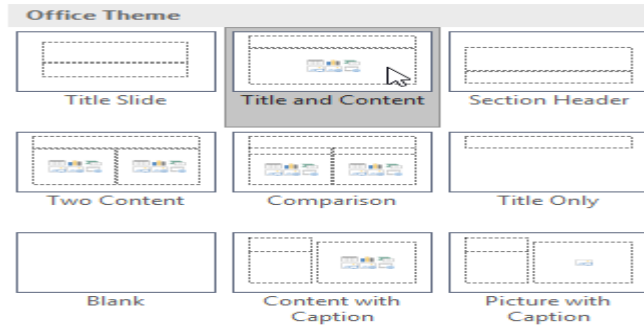 Office Theme
Title Slide
Title and Content
Section Header
Two Content
Comparison
Title Only
Blank
Content with
Caption
Picture with
Caption